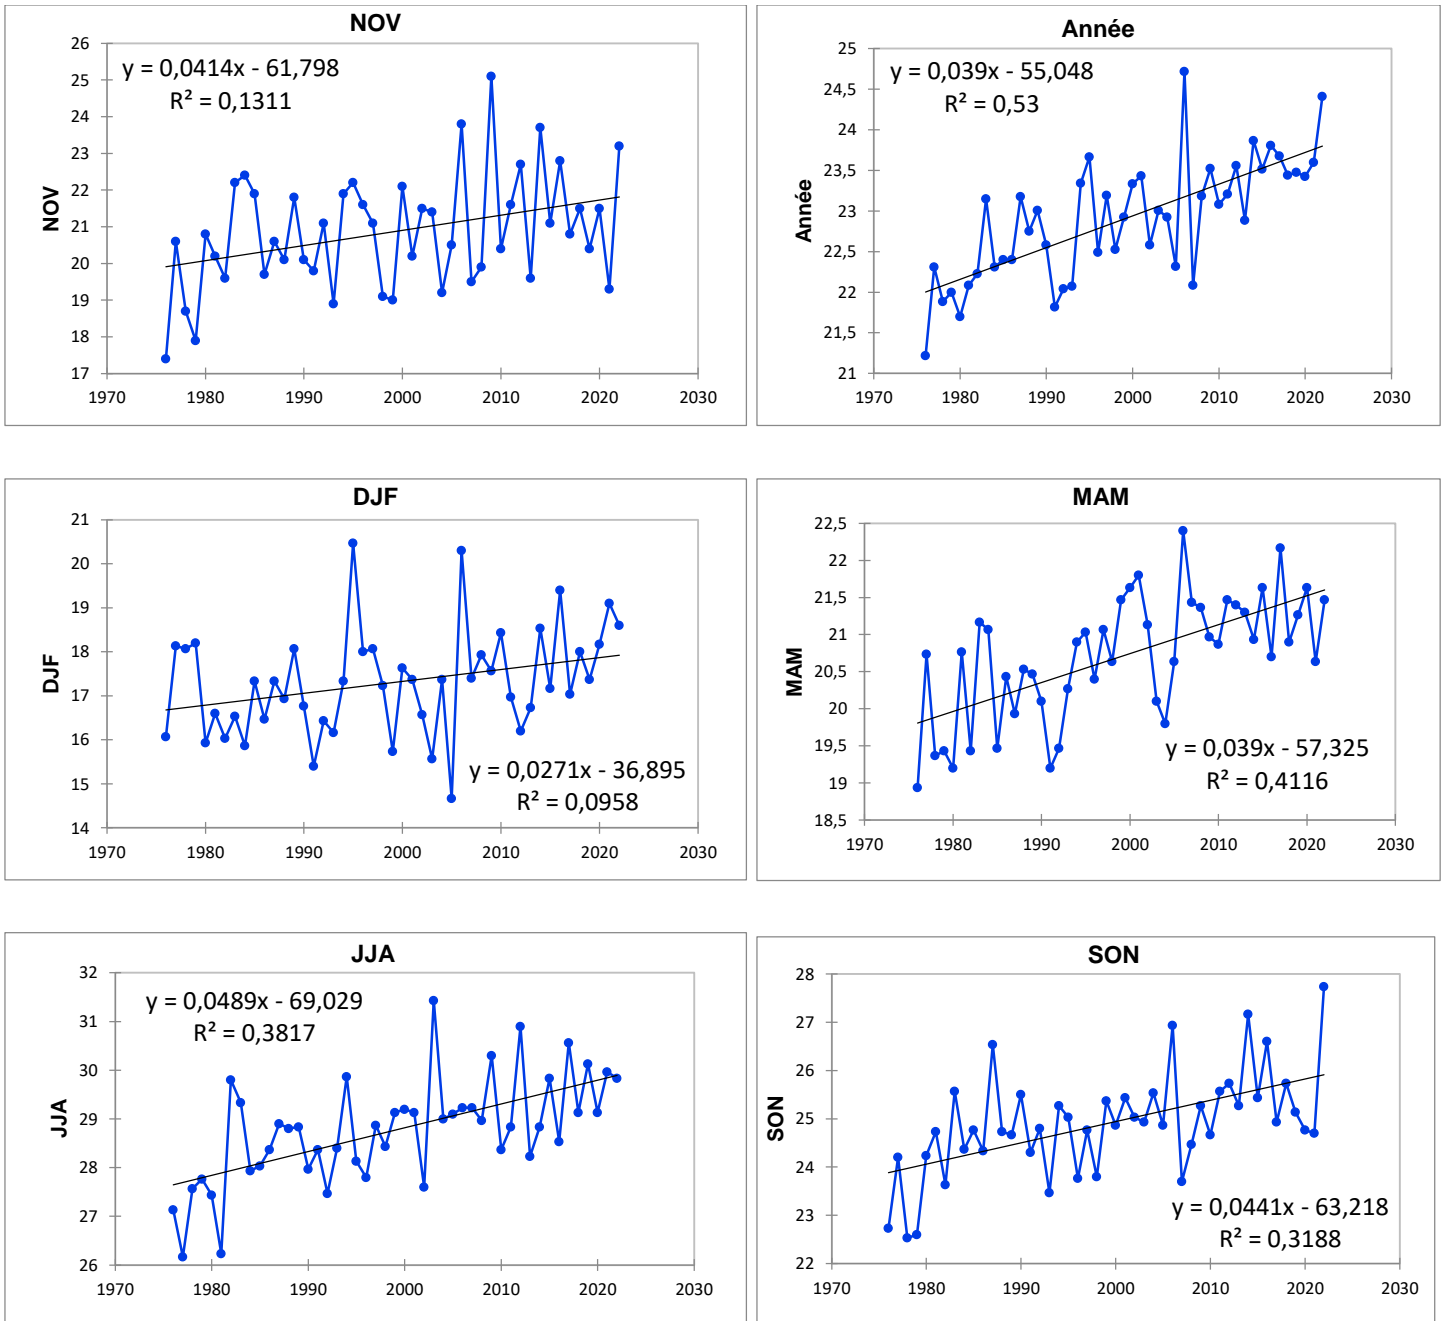 NOV
y = 0,0414x - 61,798
R² = 0,1311
NOV
26
25
24
23
22
21
20
19
18
17
1970 1980 1990 2000 2010 2020 2030
Année
y = 0,039x - 55,048
R² = 0,53
Année
25
24,5
24
23,5
23
22,5
22
21,5
21
1970 1980 1990 2000 2010 2020 2030
DJF
DJF
21
20
19
18
17
16
15
14
y = 0,0271x - 36,895
R² = 0,0958
1970 1980 1990 2000 2010 2020 2030
MAM
MAM
22,5
22
21,5
21
20,5
20
19,5
19
18,5
y = 0,039x - 57,325
R² = 0,4116
1970 1980 1990 2000 2010 2020 2030
JJA
y = 0,0489x - 69,029
R² = 0,3817
JJA
32
31
30
29
28
27
26
1970 1980 1990 2000 2010 2020 2030
SON
SON
28
27
26
25
24
23
22
y = 0,0441x - 63,218
R² = 0,3188
1970 1980 1990 2000 2010 2020 2030